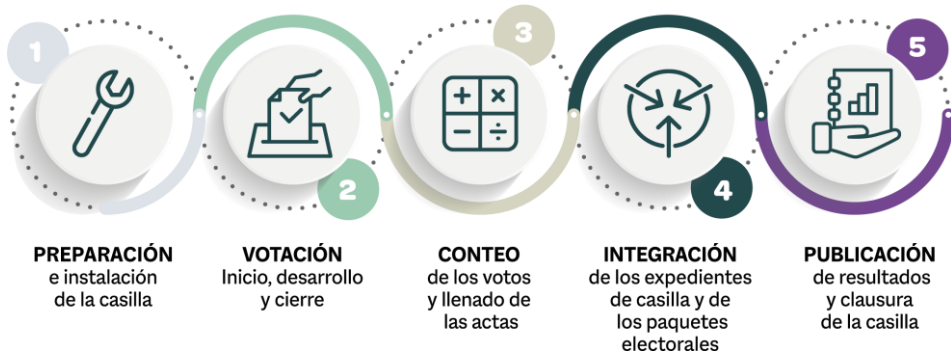 1
PREPARACIÓN
e instalación
de la casilla
2
VOTACIÓN
Inicio, desarrollo
y cierre
3
CONTEO
de los votos
y llenado de
las actas
4
INTEGRACIÓN
de los expedientes
de casilla y de
los paquetes
electorales
5
PUBLICACIÓN
de resultados
y clausura
de la casilla